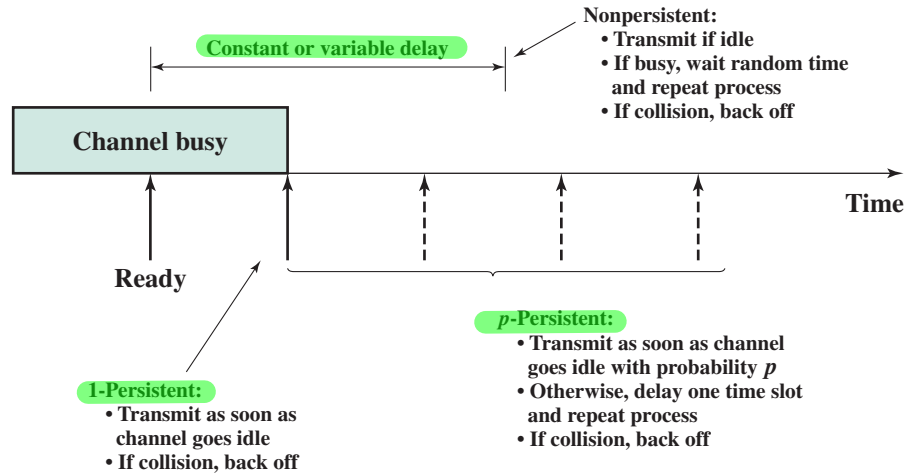 Nonpersistent:
• Transmit if idle
• If busy, wait random time
and repeat process
• If collision, back off
Constant or variable delay
Channel busy
Time
Ready
1-Persistent:
• Transmit as soon as
channel goes idle
• If collision, back off
p-Persistent:
• Transmit as soon as channel
goes idle with probability p
• Otherwise, delay one time slot
and repeat process
• If collision, back off